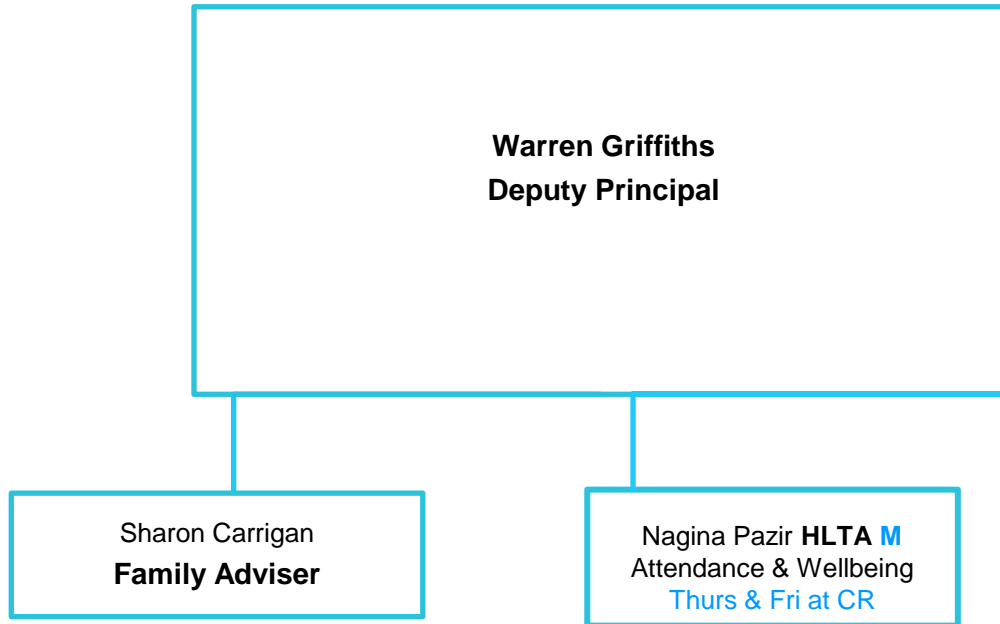 Warren Griffiths
Deputy Principal
Sharon Carrigan
Family Adviser
Nagina Pazir HLTA M
Attendance & Wellbeing
Thurs & Fri at CR